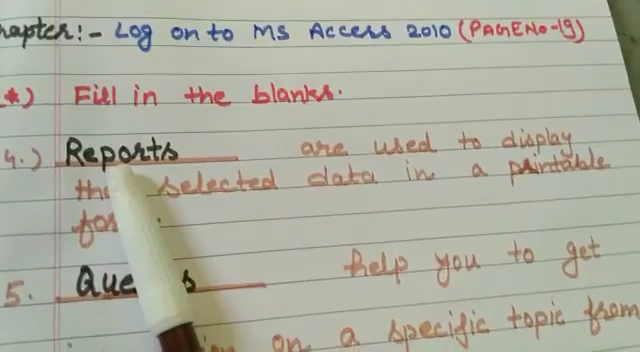 hapter:- Log on to MS Access 2010 (PAGE No-19)
*) Fill in the blanks.
4.) Reports are used to display
selected data in a printable
5. help you to get
on a specific topic from